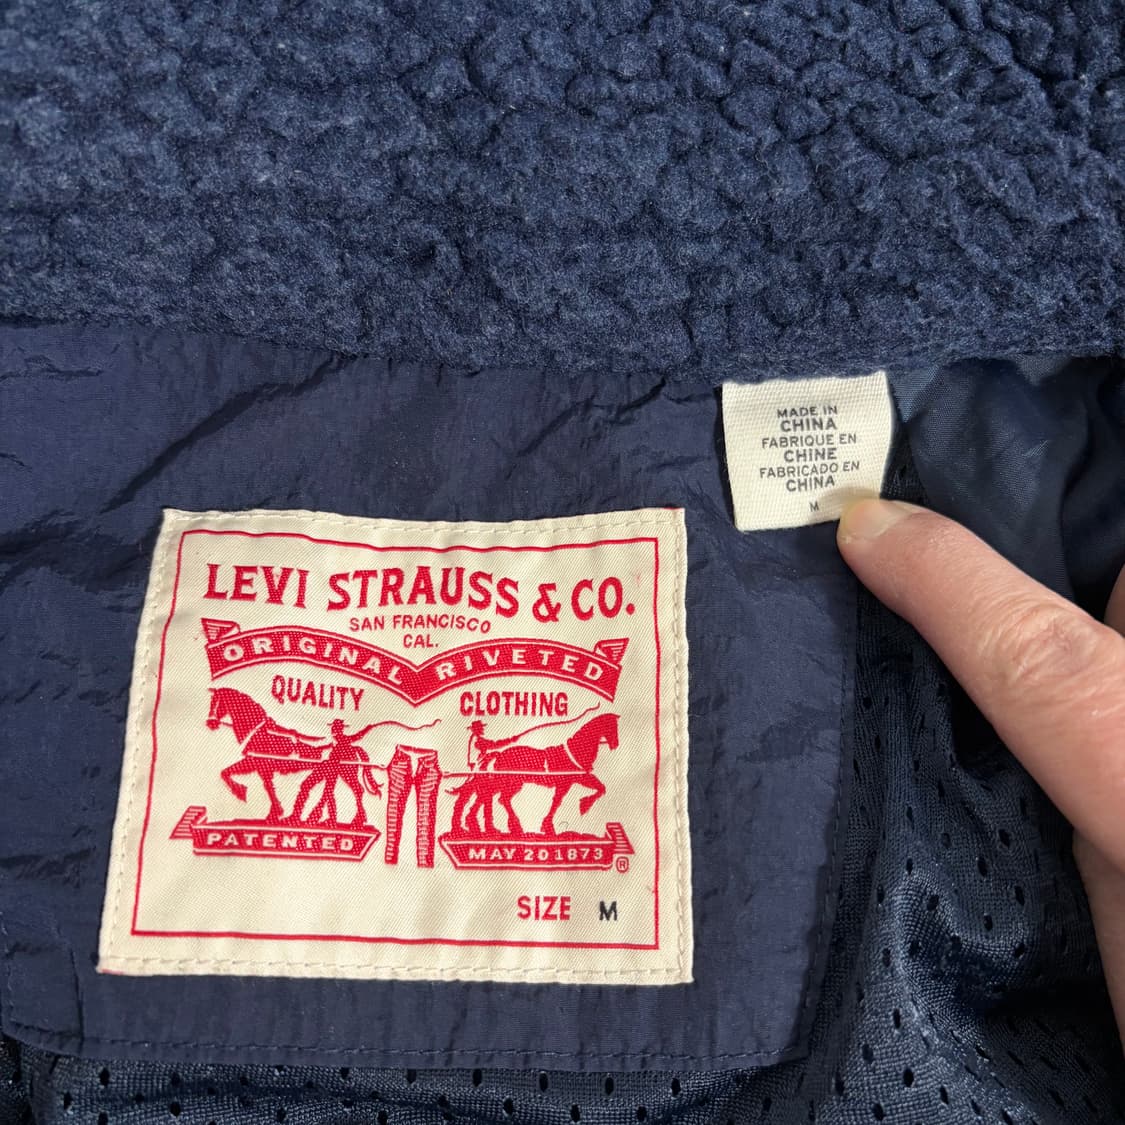 MADE IN
CHINA
FABRIQUE EN
CHINE
FABRICADO EN
CHINA
M
LEVI STRAUSS & CO.
SAN FRANCISCO
CAL.
ORIGINAL RIVETED
QUALITY CLOTHING
PATENTED MAY 20 1873 ®
SIZE M